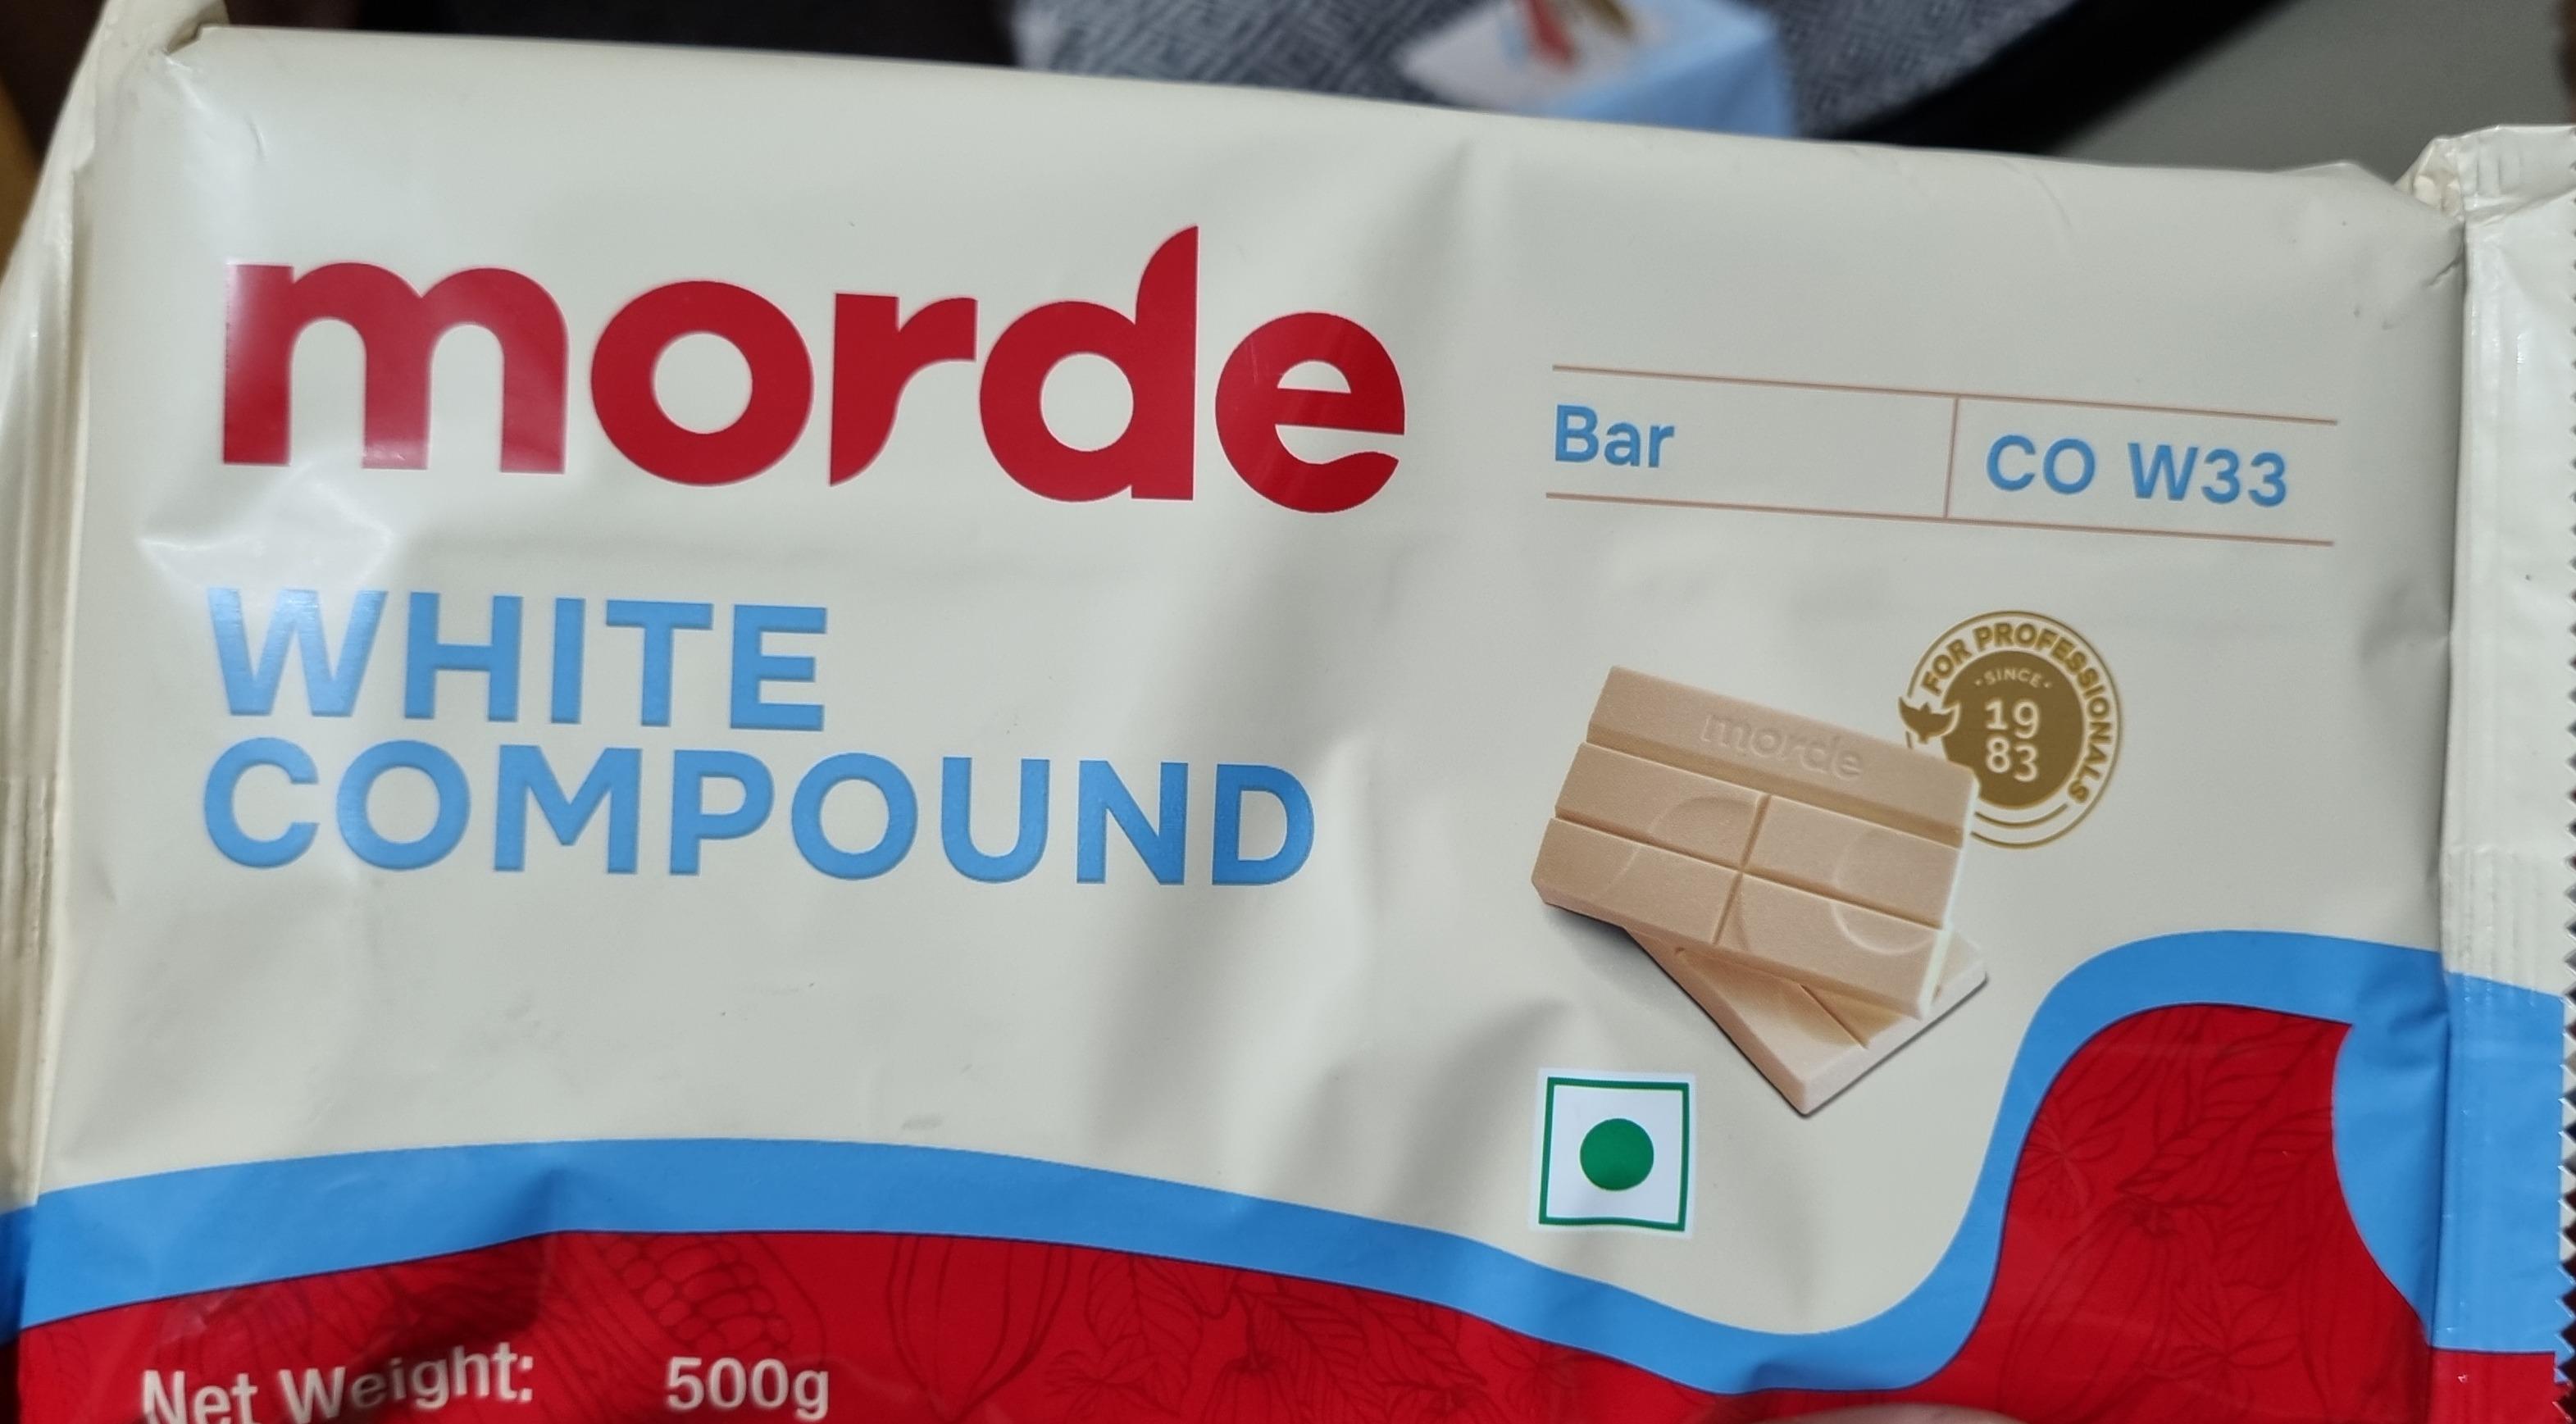 morde
WHITE
COMPOUND
Bar
CO W33
FOR PROFESSIONALS
• SINCE •
19
83
morde
Net Weight: 500g